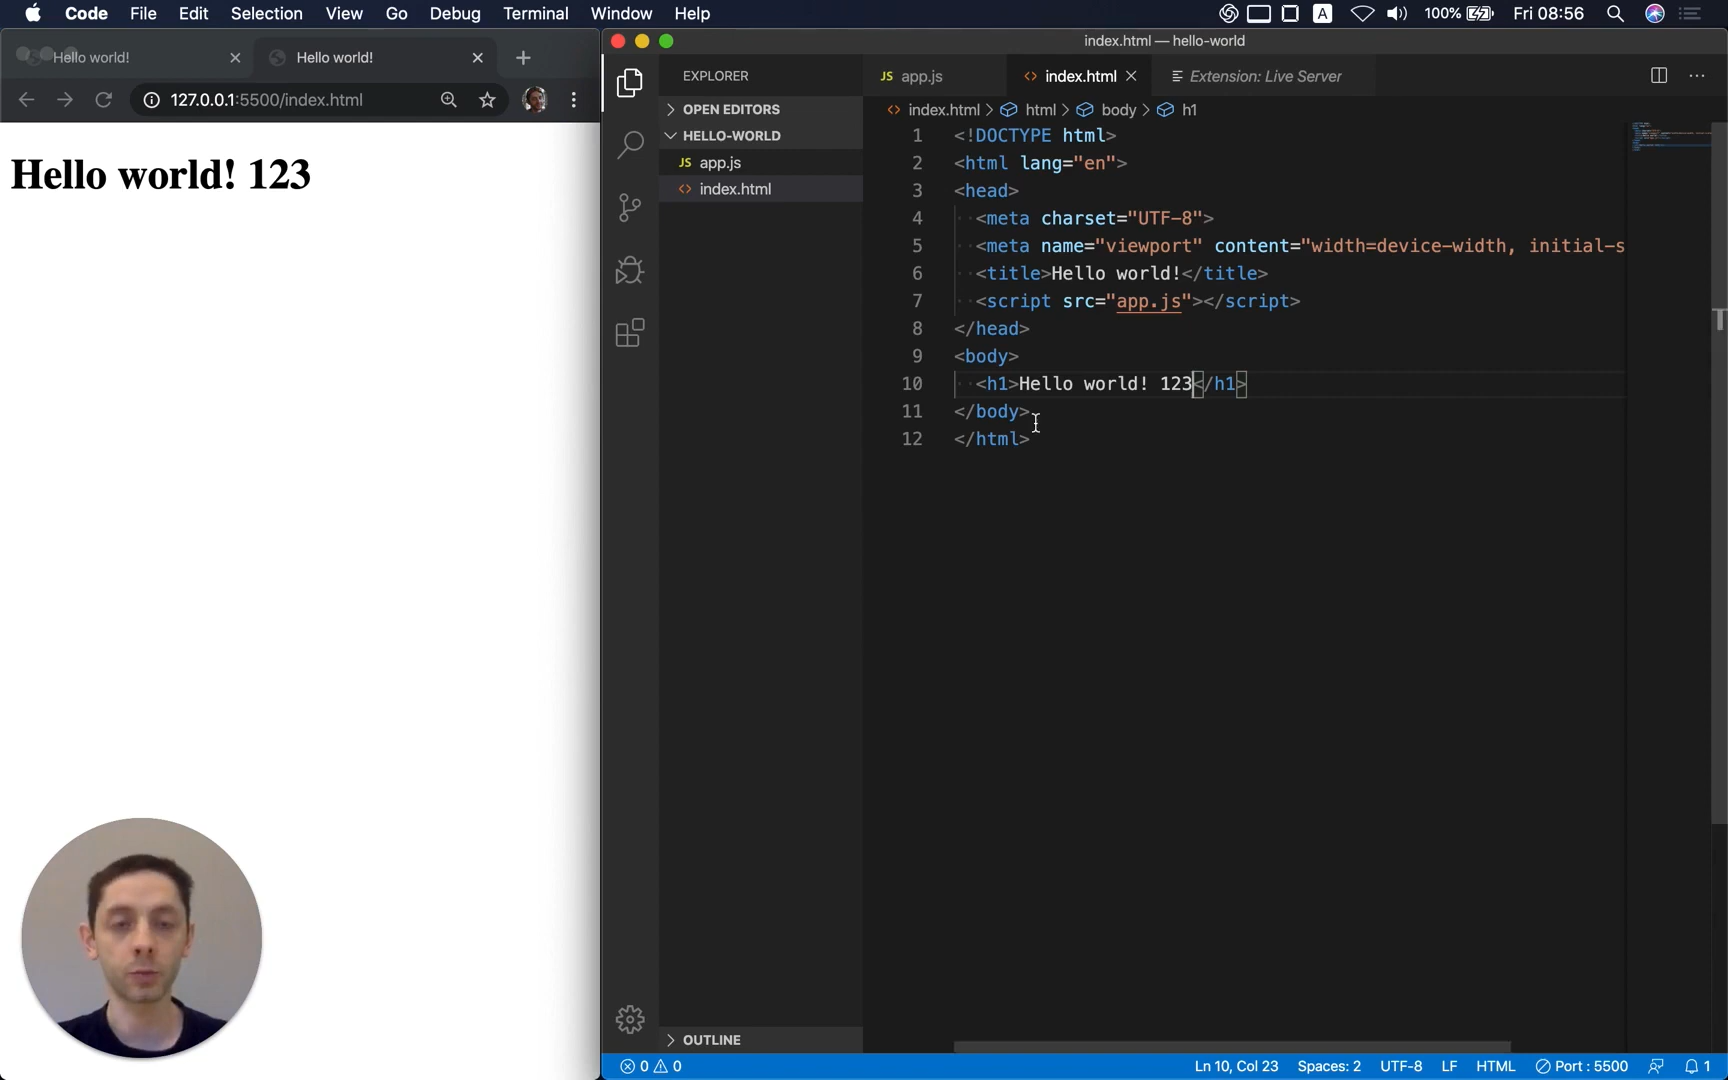 Code File Edit Selection View Go Debug Terminal Window Help
A 100% Fri 08:56
Hello world!
Hello world!
127.0.0.1:5500/index.html
Hello world! 123
index.html — hello-world
EXPLORER
OPEN EDITORS
HELLO-WORLD
JS app.js
<> index.html
OUTLINE
JS app.js
<> index.html
Extension: Live Server
<> index.html > html > body > h1
1 <!DOCTYPE html>
2 <html lang="en">
3 <head>
4 <meta charset="UTF-8">
5 <meta name="viewport" content="width=device-width, initial-s
6 <title>Hello world!</title>
7 <script src="app.js"></script>
8 </head>
9 <body>
10 <h1>Hello world! 123</h1>
11 </body>
12 </html>
0 0
Ln 10, Col 23 Spaces: 2 UTF-8 LF HTML Port : 5500 1